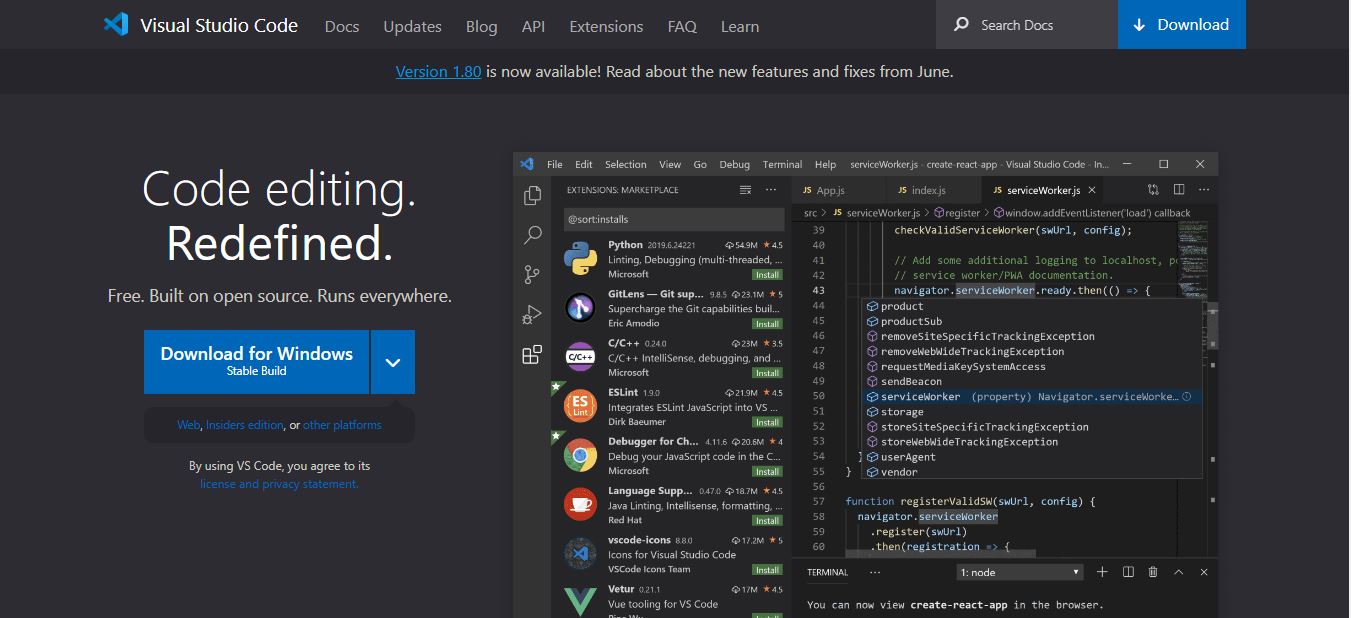 Visual Studio Code Docs Updates Blog API Extensions FAQ Learn Search Docs Download
Version 1.80 is now available! Read about the new features and fixes from June.
Code editing.
Redefined.
Free. Built on open source. Runs everywhere.
Download for Windows
Stable Build
Web, Insiders edition, or other platforms
By using VS Code, you agree to its
license and privacy statement.
File Edit Selection View Go Debug Terminal Help serviceWorker.js - create-react-app - Visual Studio Code - In...
EXTENSIONS: MARKETPLACE
@sort:installs
Python 2019.6.24221 54.9M ★ 4.5
Linting, Debugging (multi-threaded, ...
Microsoft Install
GitLens — Git sup... 9.8.5 23.1M ★ 5
Supercharge the Git capabilities buil...
Eric Amodio Install
C/C++
C/C++ 0.24.0 23M ★ 3.5
C/C++ IntelliSense, debugging, and ...
Microsoft Install
ES
Lint
ESLint 1.9.0 21.9M ★ 4.5
Integrates ESLint JavaScript into VS ...
Dirk Baeumer Install
Debugger for Ch... 4.11.6 20.6M ★ 4
Debug your JavaScript code in the C...
Microsoft Install
Language Supp... 0.47.0 18.7M ★ 4.5
Java Linting, Intellisense, formatting, ...
Red Hat Install
vscode-icons 8.8.0 17.2M ★ 5
Icons for Visual Studio Code
VSCode Icons Team Install
Vetur 0.21.1 17M ★ 4.5
Vue tooling for VS Code
JS App.js JS index.js JS serviceWorker.js
src > JS serviceWorker.js > register > window.addEventListener('load') callback
39 checkValidServiceWorker(swUrl, config);
40
41 // Add some additional logging to localhost, po
42 // service worker/PWA documentation.
43 navigator.serviceWorker.ready.then(() => {
44 product
45 productSub
46 removeSiteSpecificTrackingException
47 removeWebWideTrackingException
48 requestMediaKeySystemAccess
49 sendBeacon
50 serviceWorker (property) Navigator.serviceWorke...
51 storage
52 storeSiteSpecificTrackingException
53 storeWebWideTrackingException
54 } userAgent
55 } vendor
56
57 function registerValidSW(swUrl, config) {
58 navigator.serviceWorker
59 .register(swUrl)
60 .then(registration => {
TERMINAL ... 1: node
You can now view create-react-app in the browser.